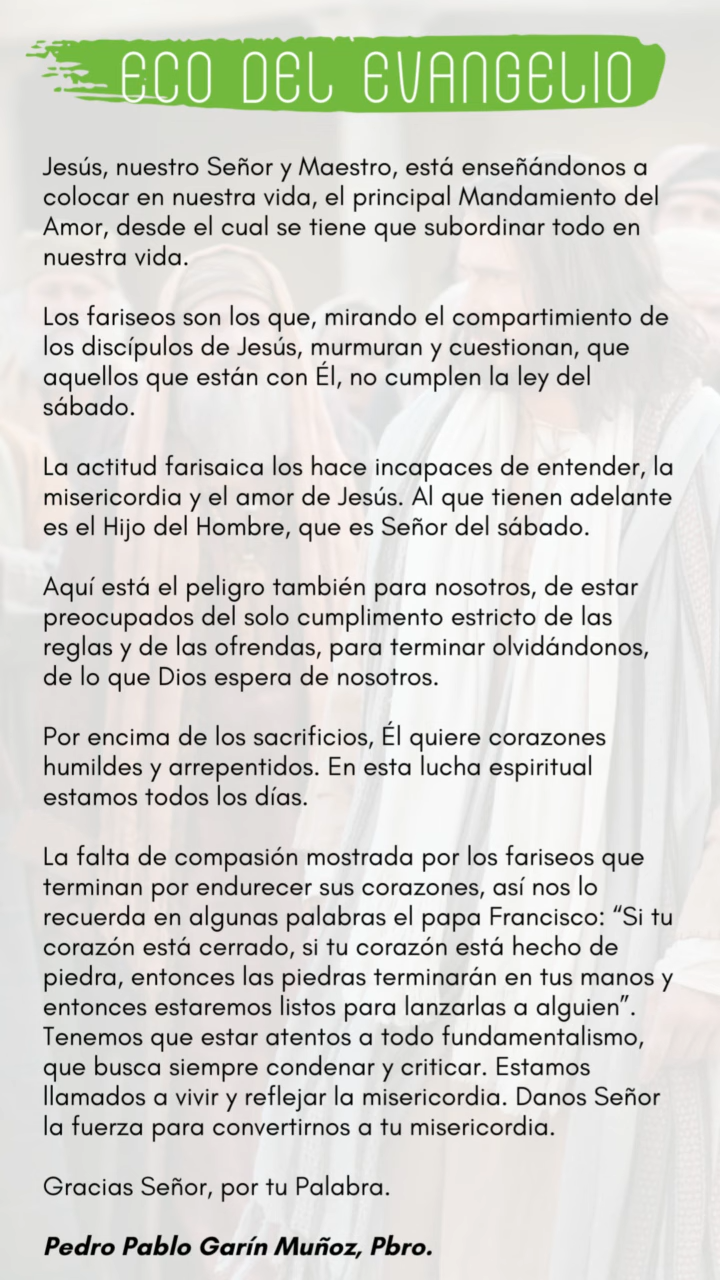 ECO DEL EVANGELIO
Jesús, nuestro Señor y Maestro, está enseñándonos a
colocar en nuestra vida, el principal Mandamiento del
Amor, desde el cual se tiene que subordinar todo en
nuestra vida.
Los fariseos son los que, mirando el compartimiento de
los discípulos de Jesús, murmuran y cuestionan, que
aquellos que están con Él, no cumplen la ley del
sábado.
La actitud farisaica los hace incapaces de entender, la
misericordia y el amor de Jesús. Al que tienen adelante
es el Hijo del Hombre, que es Señor del sábado.
Aquí está el peligro también para nosotros, de estar
preocupados del solo cumplimento estricto de las
reglas y de las ofrendas, para terminar olvidándonos,
de lo que Dios espera de nosotros.
Por encima de los sacrificios, Él quiere corazones
humildes y arrepentidos. En esta lucha espiritual
estamos todos los días.
La falta de compasión mostrada por los fariseos que
terminan por endurecer sus corazones, así nos lo
recuerda en algunas palabras el papa Francisco: “Si tu
corazón está cerrado, si tu corazón está hecho de
piedra, entonces las piedras terminarán en tus manos y
entonces estaremos listos para lanzarlas a alguien”.
Tenemos que estar atentos a todo fundamentalismo,
que busca siempre condenar y criticar. Estamos
llamados a vivir y reflejar la misericordia. Danos Señor
la fuerza para convertirnos a tu misericordia.
Gracias Señor, por tu Palabra.
Pedro Pablo Garín Muñoz, Pbro.